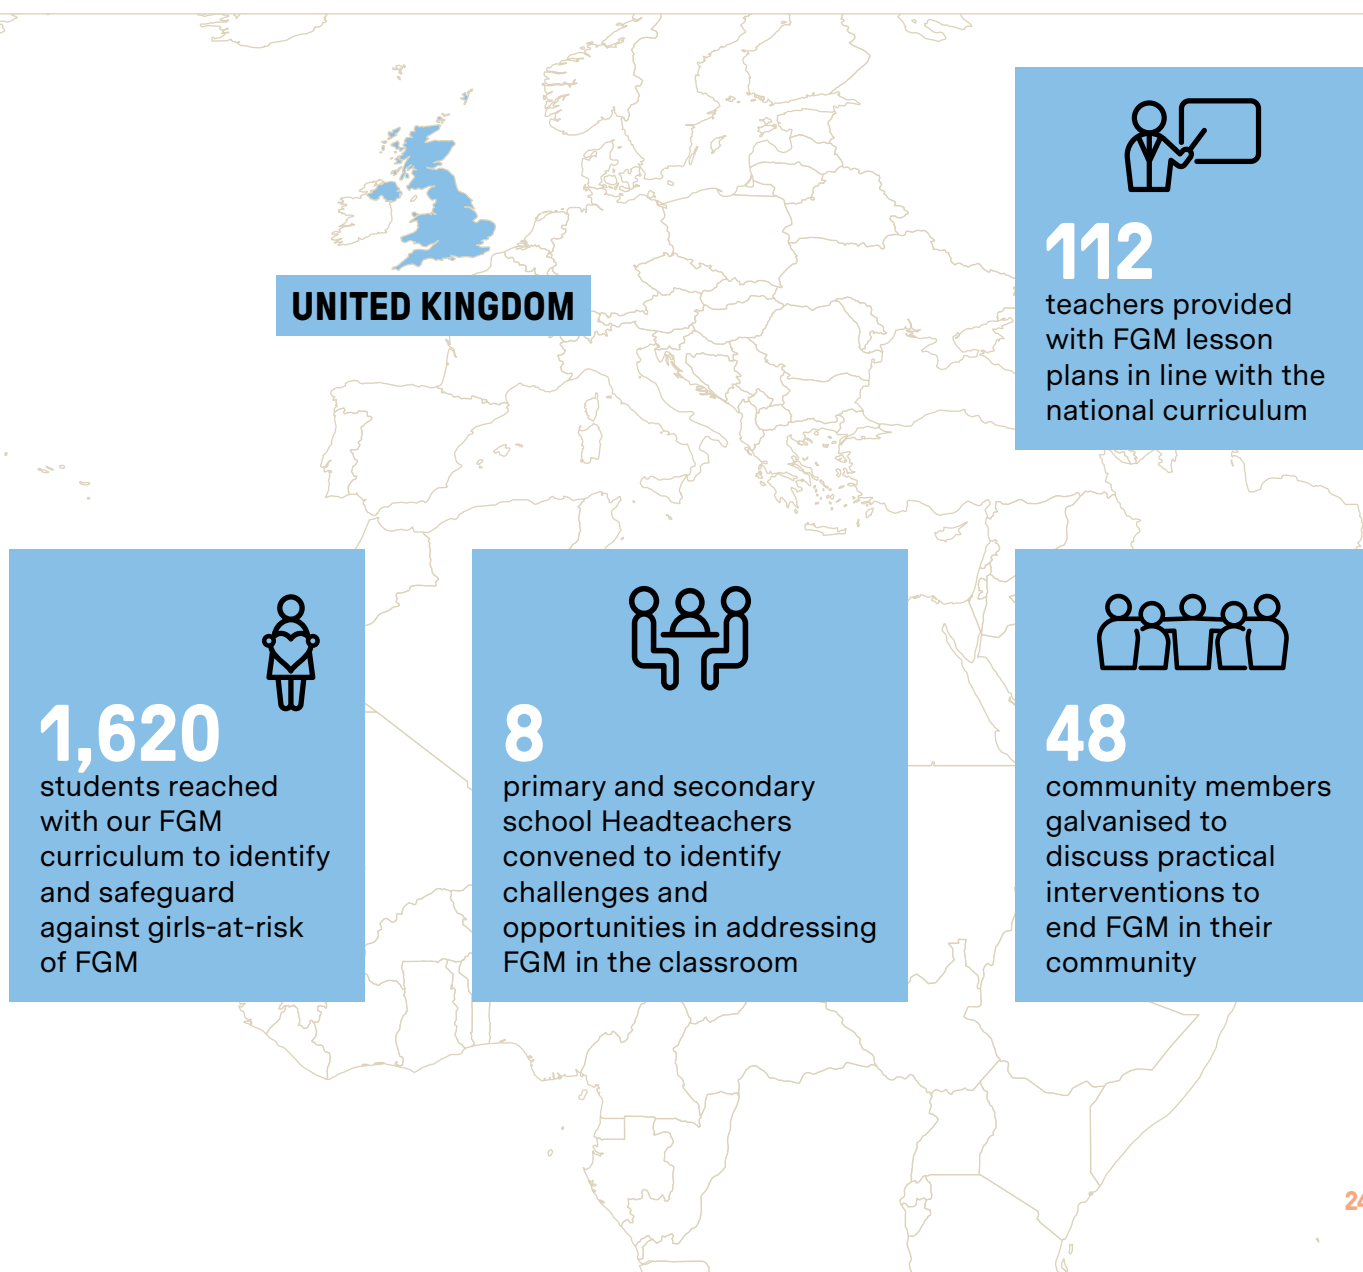 UNITED KINGDOM
112
teachers provided
with FGM lesson
plans in line with the
national curriculum
1,620
students reached
with our FGM
curriculum to identify
and safeguard
against girls-at-risk
of FGM
8
primary and secondary
school Headteachers
convened to identify
challenges and
opportunities in addressing
FGM in the classroom
48
community members
galvanised to
discuss practical
interventions to
end FGM in their
community
24